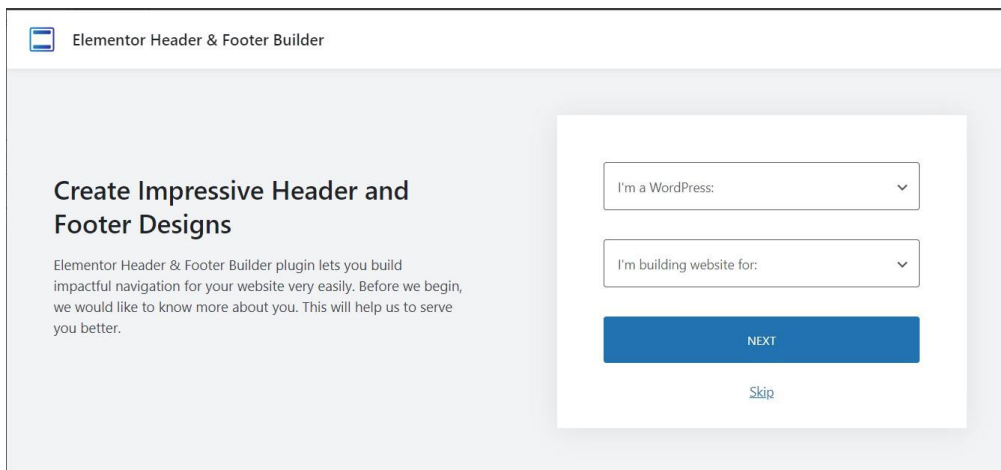 Elementor Header & Footer Builder
Create Impressive Header and
Footer Designs
Elementor Header & Footer Builder plugin lets you build
impactful navigation for your website very easily. Before we begin,
we would like to know more about you. This will help us to serve
you better.
I'm a WordPress:
I'm building website for:
NEXT
Skip